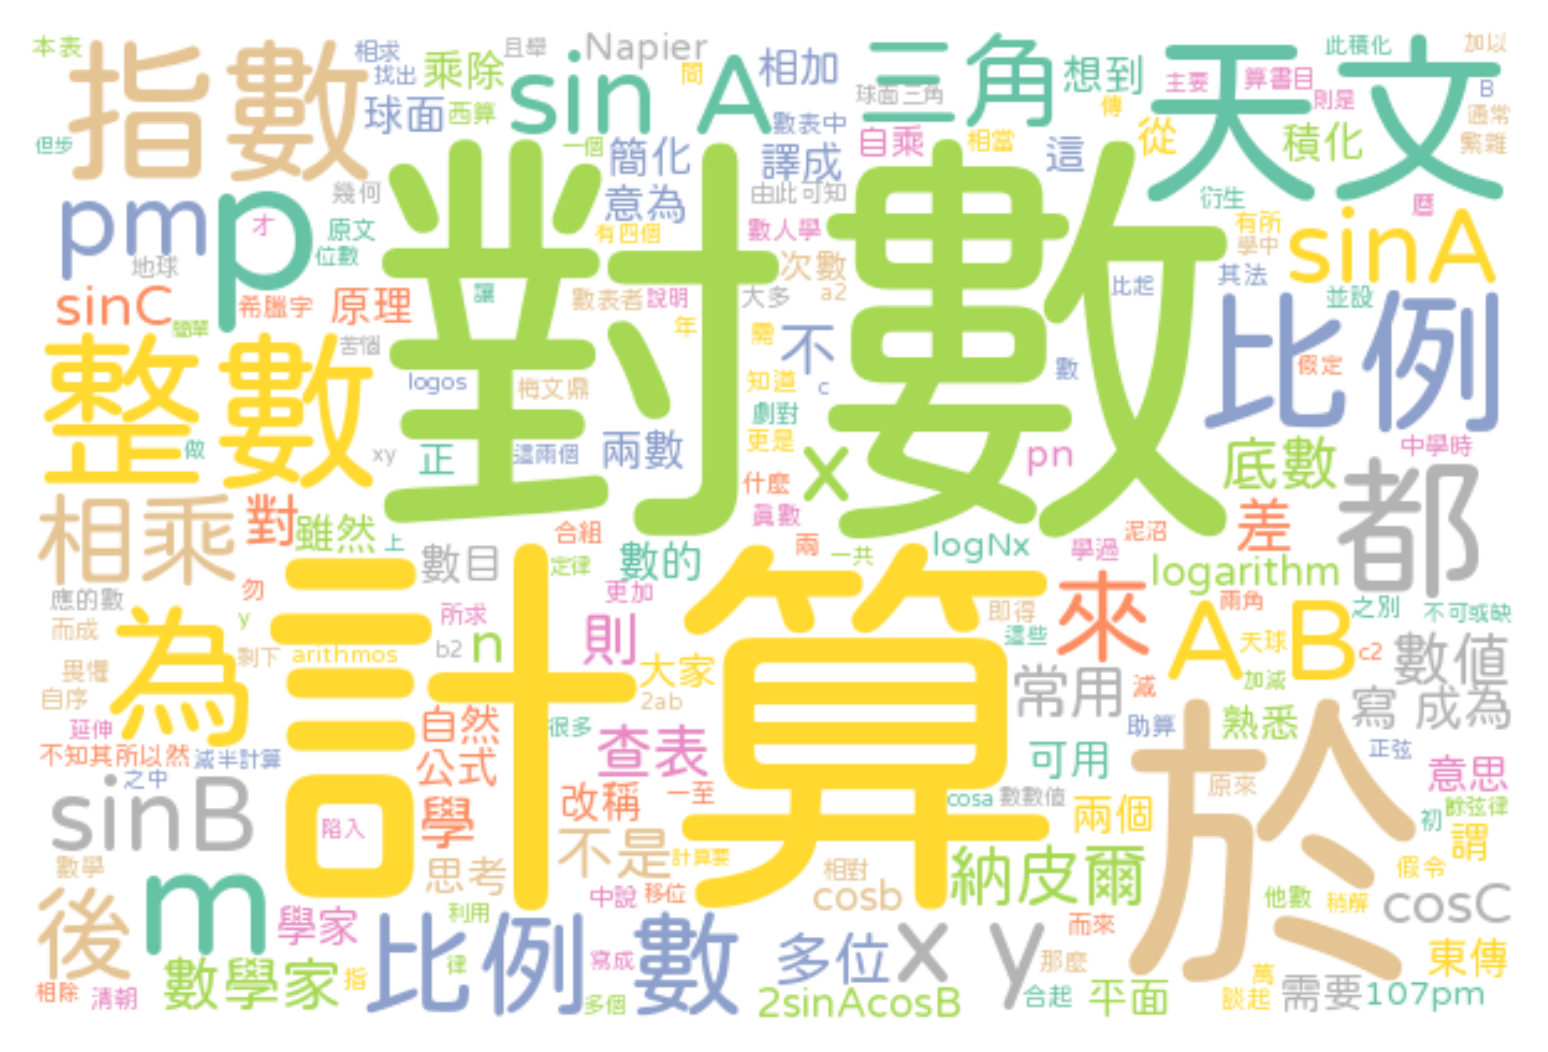 本表
指數
相求
找出
乘除
且舉
Napier
間
sin A
相加
三角
想到
主要
天文
算書目
則是
此積化
加以
B
通常
繁雜
球面
西算
球面三角
傳
數表中
自乘
相當
從
積化
但步
一個
簡化
譯成
這
幾何
意為
由此可知
衍生
曆
pm
p
才
原文
位數
有四個
數人學
有所
學中
sinA
地球
對數
次數
比起
其法
sinC
希臘字
原理
讓
數表者
說明
大多
a2
並設
簡單
年
比例
整數
苦惱
需
不
logos
梅文鼎
知道
c
數
假定
劇對
做
xy
正
這兩個
兩數
更是
x
pn
底數
中學時
什麼
相乘
對
雖然
上
合組
眞數
差
都
數目
定律
數的
兩
一共
logNx
學過
泥沼
logarithm
應的數
勿
更加
計算
來
兩角
之別
不可或缺
而成
為
y
所求
n
則
即得
這些
A B
天球
c2
數值
剩下
arithmos
b2
大家
2ab
畏懼
自序
常用
減
加減
寫 成為
延伸
自然
很多
助算
熟悉
不知其所以然
減半計算
公式
查表
可用
於
正弦
意思
之中
sinB
改稱
一至
cosa
數數值
原來
餘弦律
陷入
學
兩個
初
謂
數學
思考
不是
計算要
相對
納皮爾
假令
m
中說
移位
cosb
他數
稍解
cosC
後
學家
利用
比例數
而來
多位
x y
那麼
東傳
數學家
指
律
寫成
萬
相除
清朝
多個
2sinAcosB
合起
平面
談起
需要
107pm